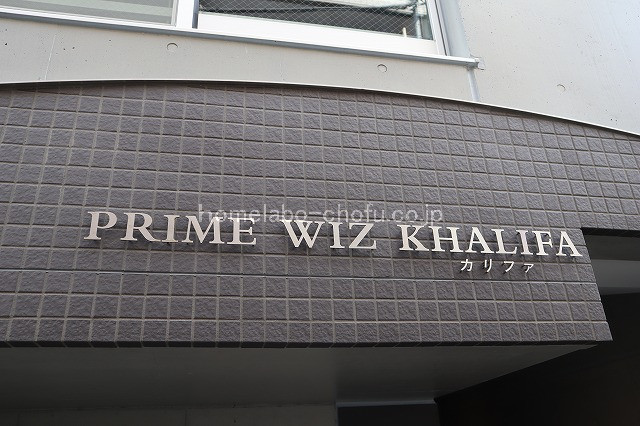 homelabo-chofu.co.jp
PRIME WIZ KHALIFA
カリファ